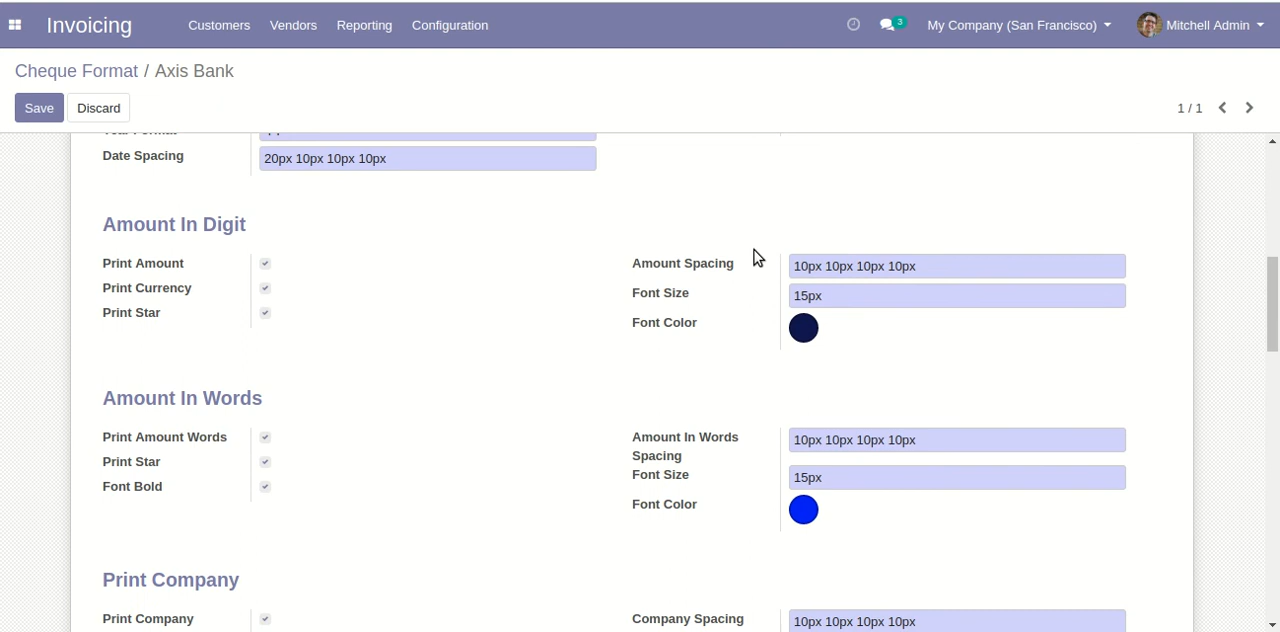 Invoicing Customers Vendors Reporting Configuration 3 My Company (San Francisco) Mitchell Admin
Cheque Format / Axis Bank
Save Discard 1 / 1
Date Spacing 20px 10px 10px 10px
Amount In Digit
Print Amount Amount Spacing 10px 10px 10px 10px
Print Currency Font Size 15px
Print Star Font Color
Amount In Words
Print Amount Words Amount In Words Spacing 10px 10px 10px 10px
Print Star Font Size 15px
Font Bold Font Color
Print Company
Print Company Company Spacing 10px 10px 10px 10px